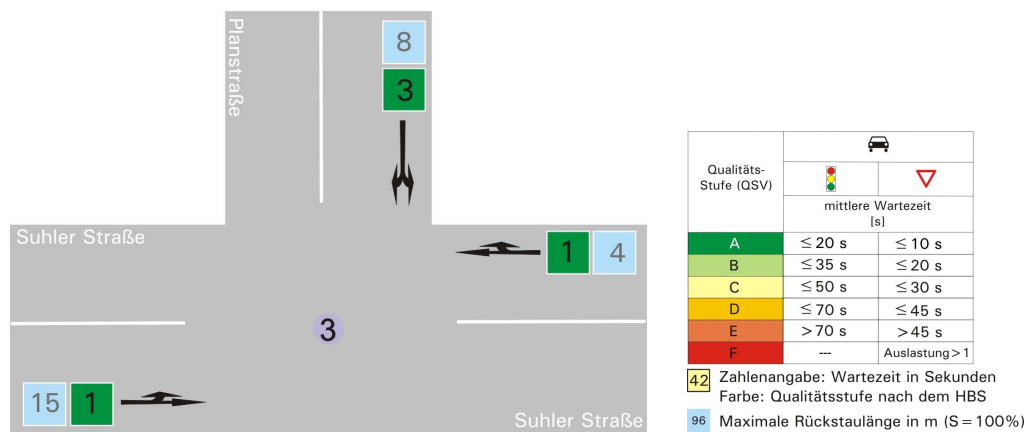 Planstraße
8
3
Suhler Straße
1 4
3
15 1
Suhler Straße
Qualitäts-
Stufe (QSV)
mittlere Wartezeit
[s]
A ≤ 20 s ≤ 10 s
B ≤ 35 s ≤ 20 s
C ≤ 50 s ≤ 30 s
D ≤ 70 s ≤ 45 s
E > 70 s > 45 s
F --- Auslastung > 1
42 Zahlenangabe: Wartezeit in Sekunden
Farbe: Qualitätsstufe nach dem HBS
96 Maximale Rückstaulänge in m (S = 100%)